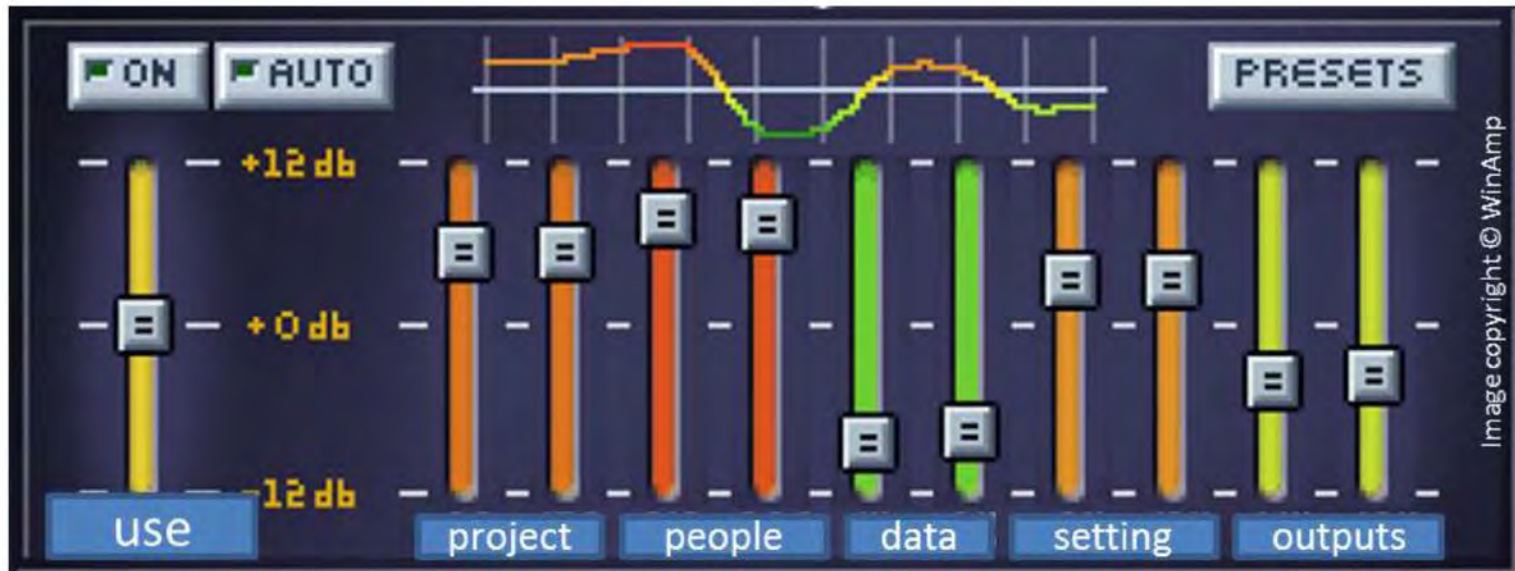 ON
AUTO
PRESETS
+12 db
+0 db
-12 db
use
project
people
data
setting
outputs
Image copyright © WinAmp